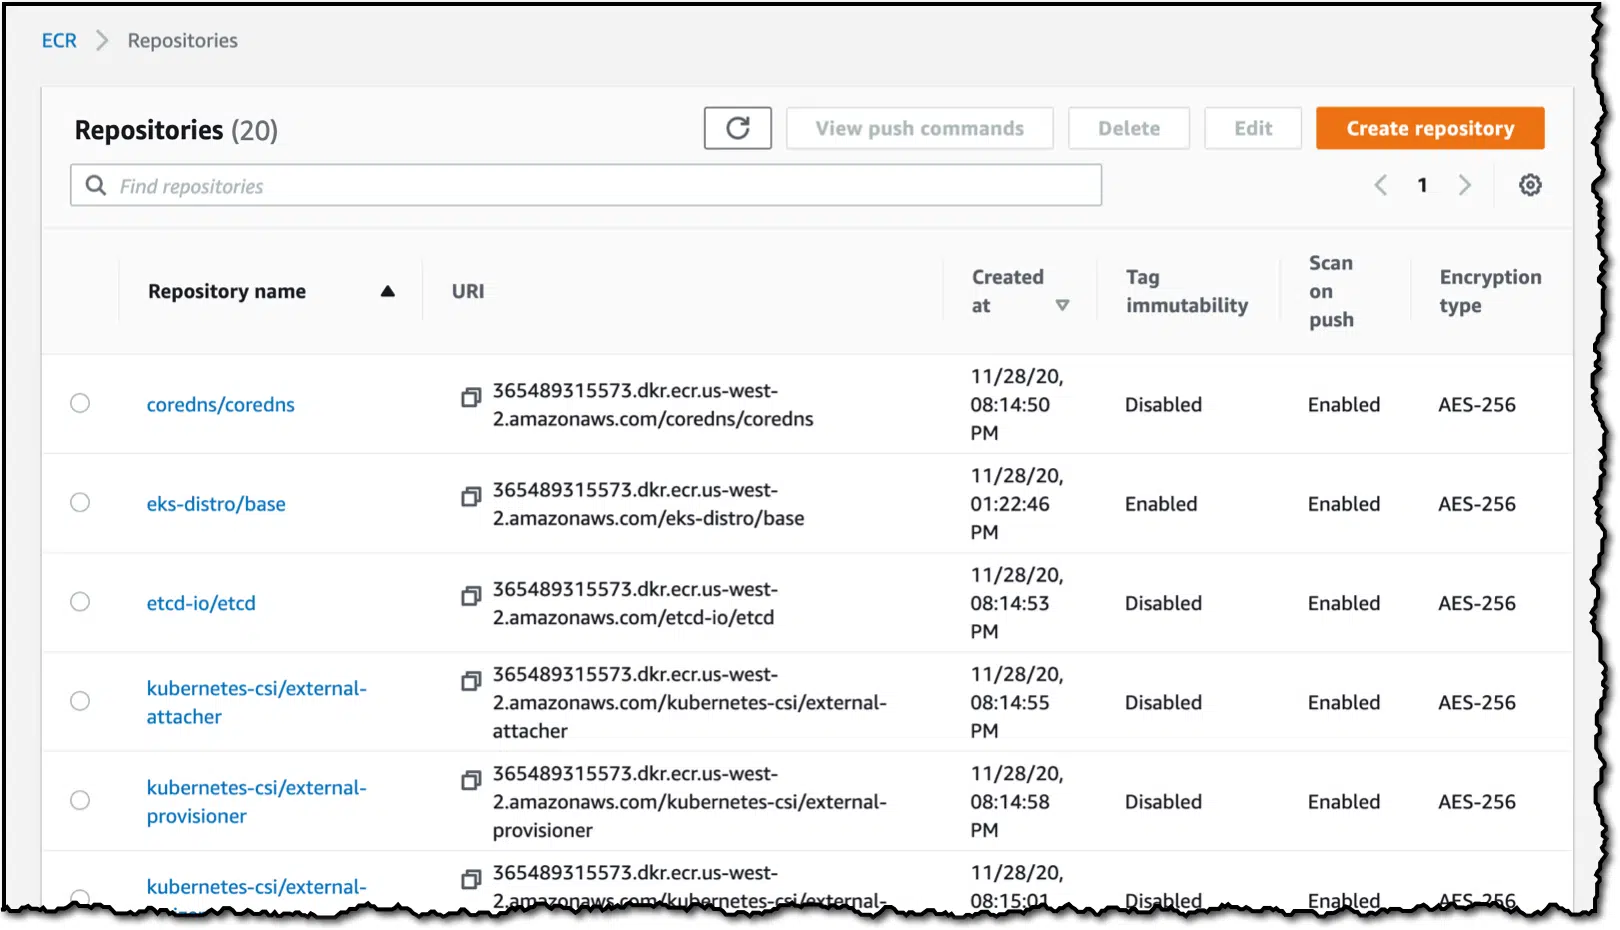 ECR > Repositories
Repositories (20)
View push commands
Delete
Edit
Create repository
Find repositories
1
Repository name
URI
Created at
Tag immutability
Scan on push
Encryption type
coredns/coredns
365489315573.dkr.ecr.us-west-
2.amazonaws.com/coredns/coredns
11/28/20,
08:14:50
PM
Disabled
Enabled
AES-256
eks-distro/base
365489315573.dkr.ecr.us-west-
2.amazonaws.com/eks-distro/base
11/28/20,
01:22:46
PM
Enabled
Enabled
AES-256
etcd-io/etcd
365489315573.dkr.ecr.us-west-
2.amazonaws.com/etcd-io/etcd
11/28/20,
08:14:53
PM
Disabled
Enabled
AES-256
kubernetes-csi/external-
attacher
365489315573.dkr.ecr.us-west-
2.amazonaws.com/kubernetes-csi/external-
attacher
11/28/20,
08:14:55
PM
Disabled
Enabled
AES-256
kubernetes-csi/external-
provisioner
365489315573.dkr.ecr.us-west-
2.amazonaws.com/kubernetes-csi/external-
provisioner
11/28/20,
08:14:58
PM
Disabled
Enabled
AES-256
kubernetes-csi/external-
365489315573.dkr.ecr.us-west-
2.amazonaws.com/kubernetes-csi/external-
11/28/20,
08:15:01
Disabled
Enabled
AES-256